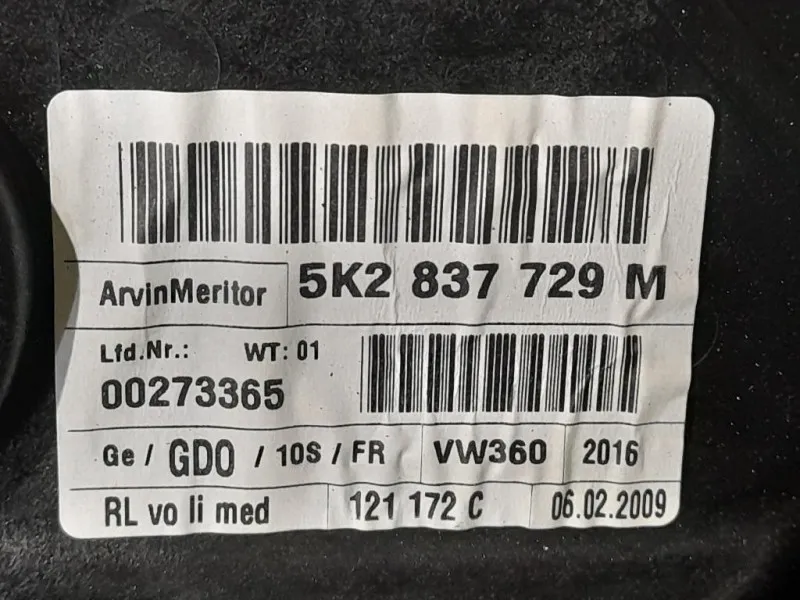 ArvinMeritor 5K2 837 729 M
Lfd.Nr.: WT: 01
00273365
Ge / GDO / 10S / FR VW360 2016
RL vo li med 121 172 C 06.02.2009